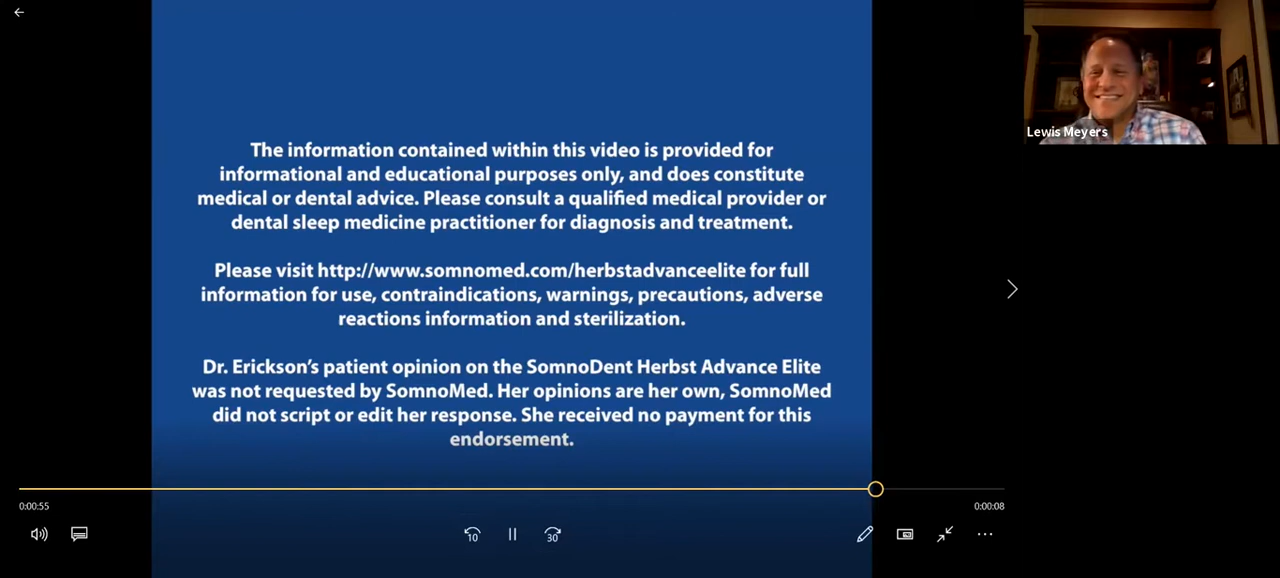 Lewis Meyers
The information contained within this video is provided for
informational and educational purposes only, and does constitute
medical or dental advice. Please consult a qualified medical provider or
dental sleep medicine practitioner for diagnosis and treatment.
Please visit http://www.somnomed.com/herbstadvanceelite for full
information for use, contraindications, warnings, precautions, adverse
reactions information and sterilization.
Dr. Erickson’s patient opinion on the SomnoDent Herbst Advance Elite
was not requested by SomnoMed. Her opinions are her own, SomnoMed
did not script or edit her response. She received no payment for this
endorsement.
0:00:55
0:00:08
10
30